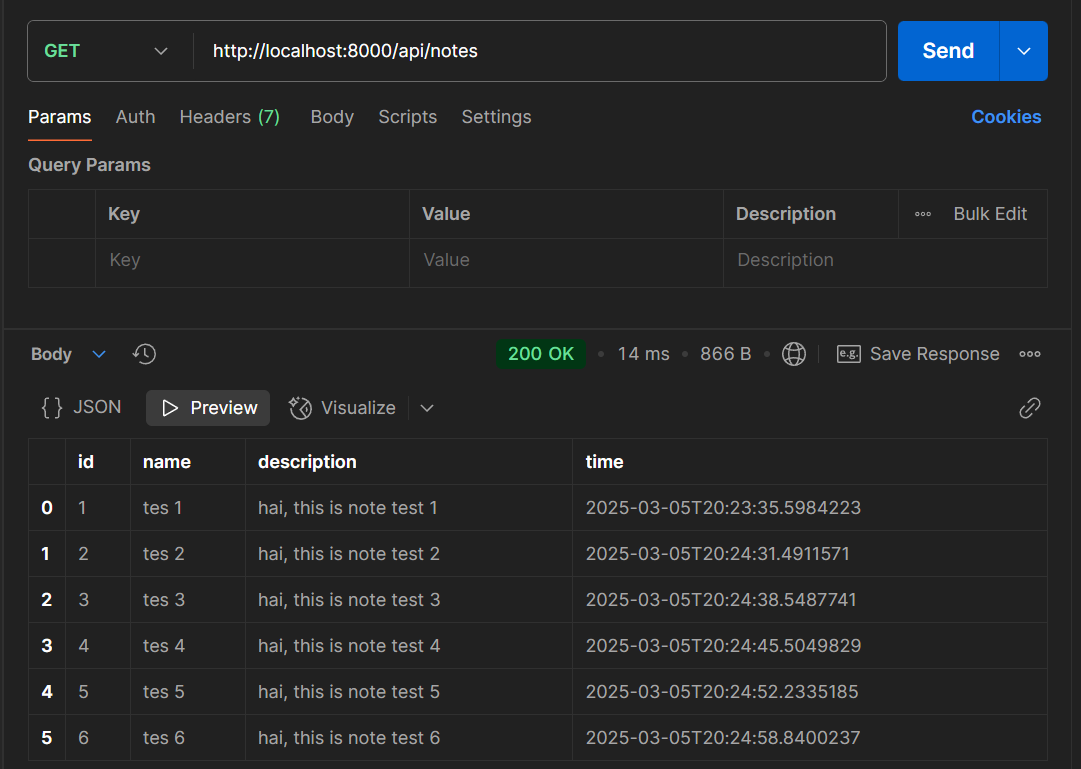 GET http://localhost:8000/api/notes Send
Params Auth Headers (7) Body Scripts Settings Cookies
Query Params
Key Value Description Bulk Edit
Key Value Description
Body 200 OK • 14 ms • 866 B • e.g. Save Response
{ } JSON Preview Visualize
id name description time
0 1 tes 1 hai, this is note test 1 2025-03-05T20:23:35.5984223
1 2 tes 2 hai, this is note test 2 2025-03-05T20:24:31.4911571
2 3 tes 3 hai, this is note test 3 2025-03-05T20:24:38.5487741
3 4 tes 4 hai, this is note test 4 2025-03-05T20:24:45.5049829
4 5 tes 5 hai, this is note test 5 2025-03-05T20:24:52.2335185
5 6 tes 6 hai, this is note test 6 2025-03-05T20:24:58.8400237